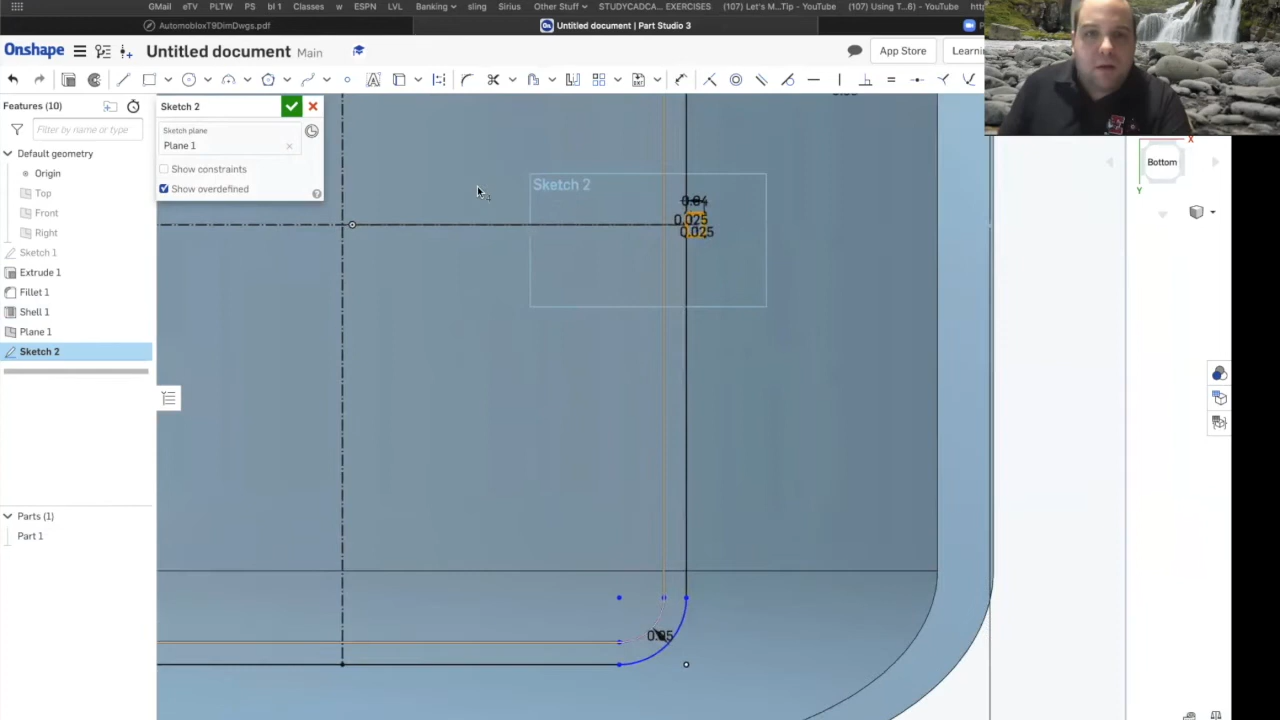 GMail eTV PLTW PS bl 1 Classes ESPN LVL Banking sling Sirius Other Stuff STUDYCADCA... EXERCISES (107) Let's M...Tip - YouTube (107) Using T...T6) - YouTube
AutomobloxT9DimDwgs.pdf
on Untitled document | Part Studio 3
Onshape Untitled document Main App Store Learni
Features (10)
Filter by name or type
Default geometry
Origin
Top
Front
Right
Sketch 1
Extrude 1
Fillet 1
Shell 1
Plane 1
Sketch 2
Parts (1)
Part 1
Sketch 2
Sketch plane
Plane 1
Show constraints
Show overdefined
Sketch 2
0.04
0.025
0.025
X
Bottom
Y
E